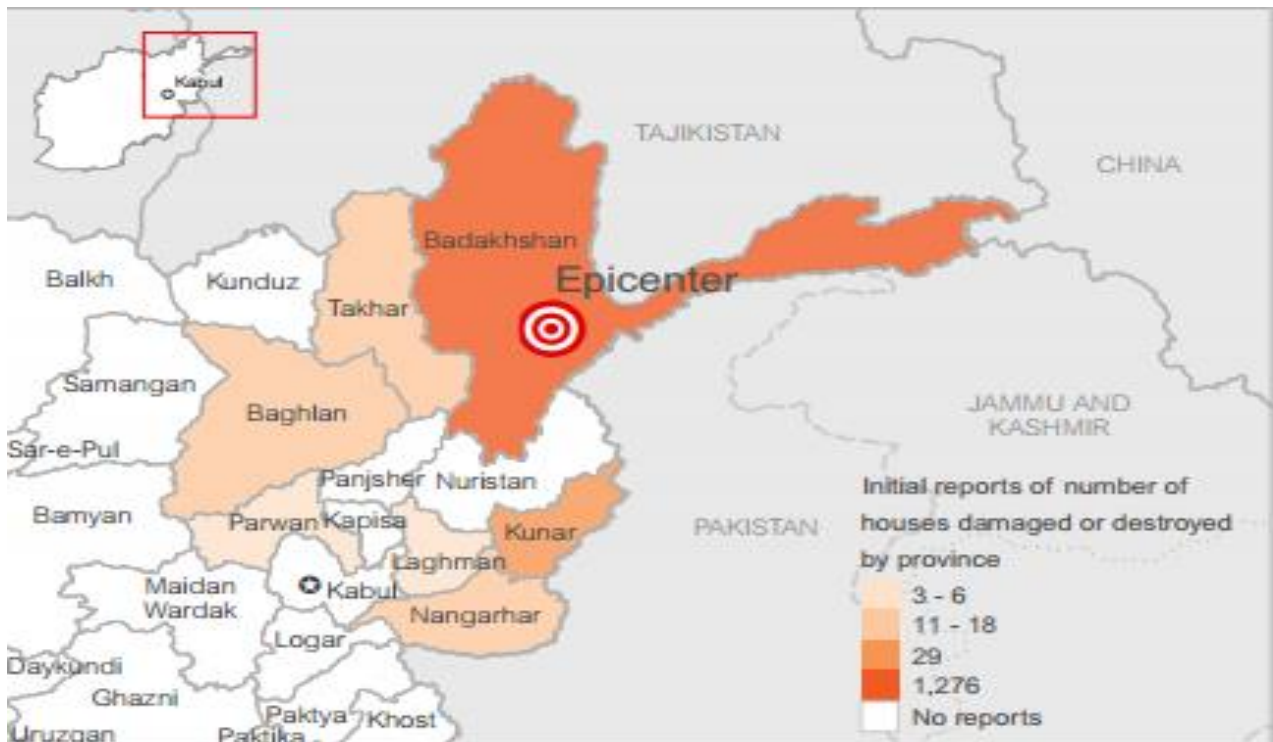 Kabul
TAJIKISTAN
CHINA
Badakhshan
Balkh
Kunduz
Epicenter
Takhar
Samangan
Baghlan
JAMMU AND
KASHMIR
Sar-e-Pul
Panjsher
Nuristan
Initial reports of number of
houses damaged or destroyed
by province
Bamyan
Parwan
Kapisa
Kunar
PAKISTAN
Laghman
Maidan
Wardak
Kabul
Nangarhar
3 - 6
11 - 18
29
1,276
No reports
Logar
Daykundi
Ghazni
Paktya
Khost
Uruzgan
Paktika